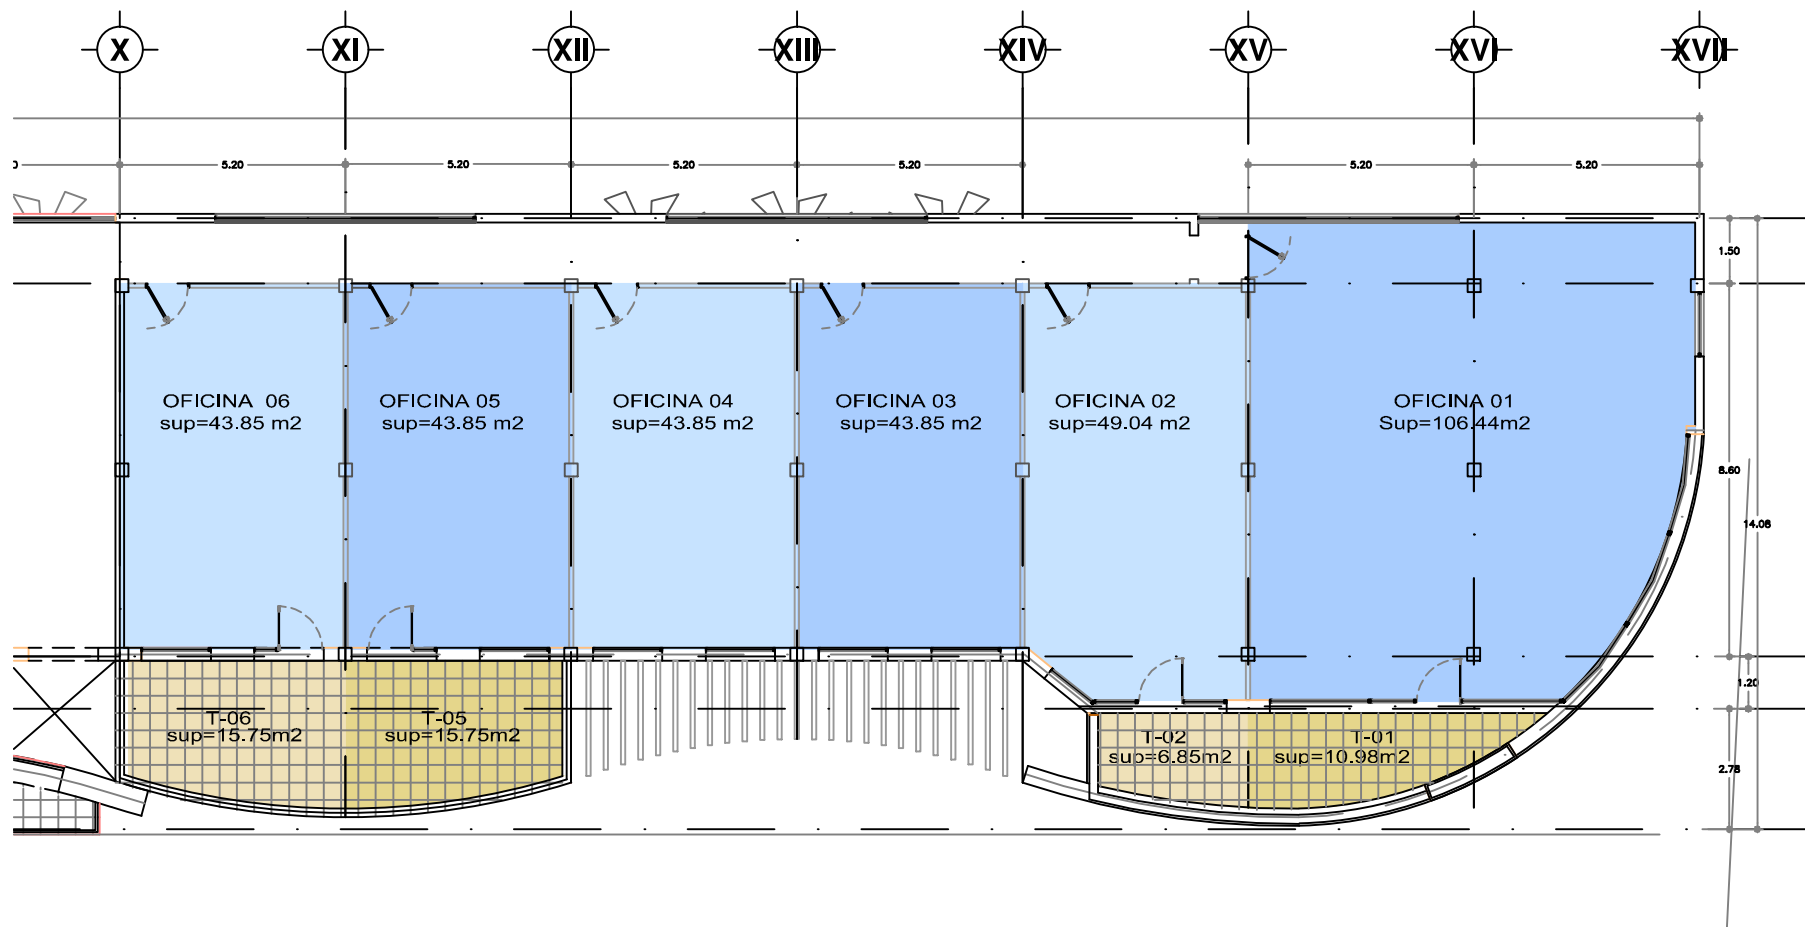 X XI XII XIII XIV XV XVI XVII
5.20 5.20 5.20 5.20 5.20 5.20
1.50
OFICINA 06
sup=43.85 m2
OFICINA 05
sup=43.85 m2
OFICINA 04
sup=43.85 m2
OFICINA 03
sup=43.85 m2
OFICINA 02
sup=49.04 m2
OFICINA 01
Sup=106.44m2
8.60
14.08
1.20
T-06
sup=15.75m2
T-05
sup=15.75m2
T-02
sup=6.85m2
T-01
sup=10.98m2
2.78